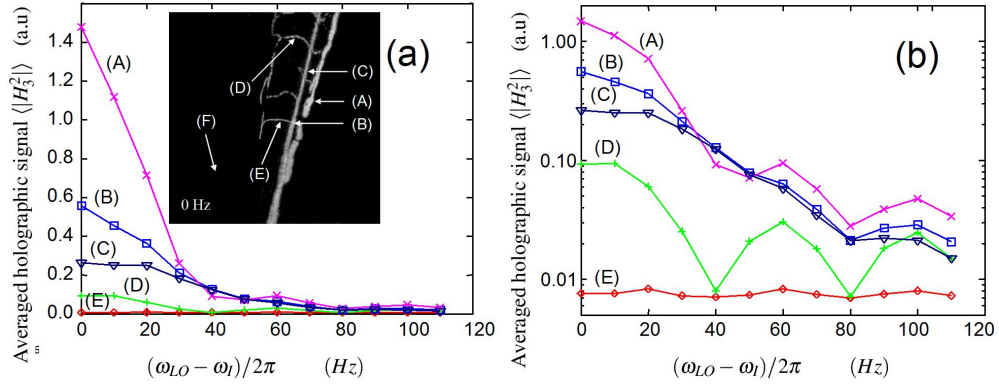 Averaged holographic signal ⟨|H₃²|⟩ (a.u)
1.4
1.2
1.0
0.8
0.6
0.4
0.2
0.0
(A)
(B)
(C)
(D)
(E)
(a)
(D)
(C)
(A)
(B)
(E)
(F)
0 Hz
0 20 40 60 80 100 120
(ω_LO − ω_I)/2π (Hz)
Averaged holographic signal ⟨|H₃²|⟩ (a.u)
1.00
0.10
0.01
(A)
(B)
(C)
(D)
(E)
(b)
0 20 40 60 80 100 120
(ω_LO − ω_I)/2π (Hz)